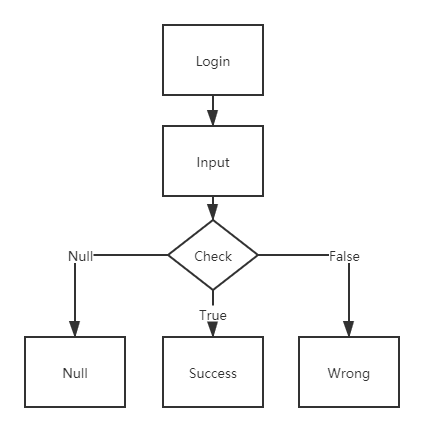 Login
Input
Check
Null
False
True
Null
Success
Wrong